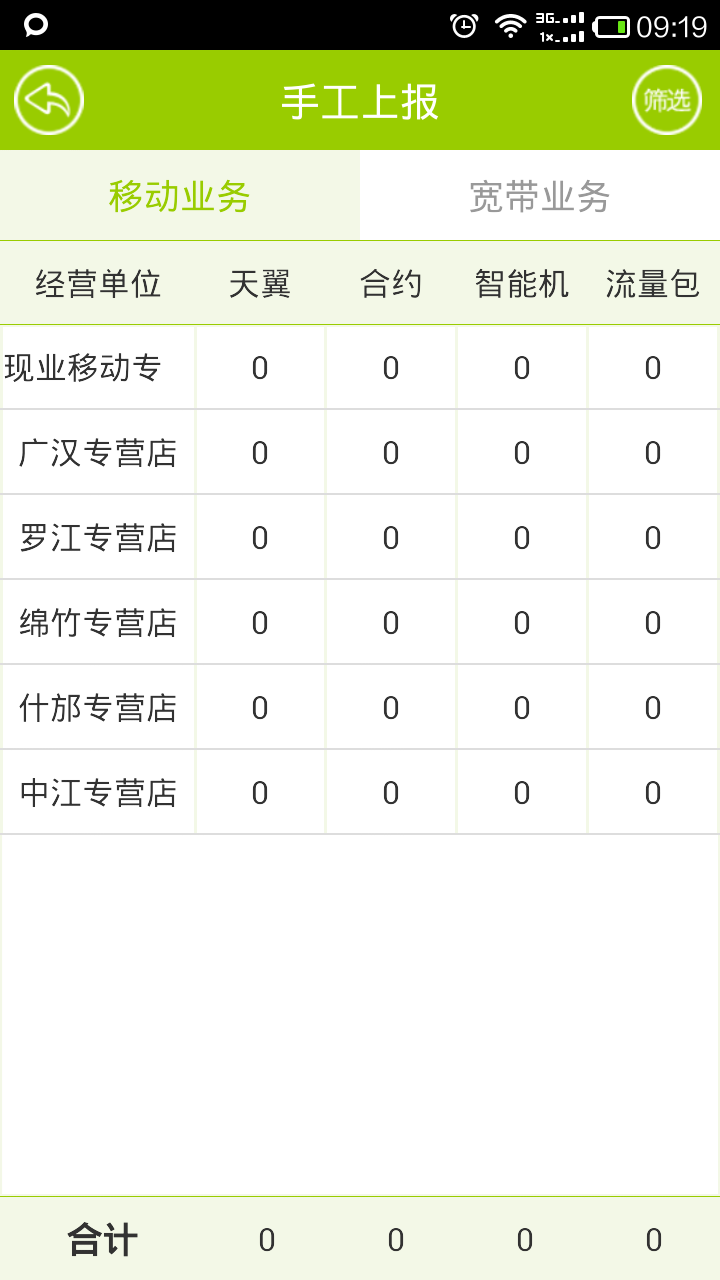 3G 1× 09:19
手工上报 筛选
移动业务 宽带业务
经营单位 天翼 合约 智能机 流量包
现业移动专 0 0 0 0
广汉专营店 0 0 0 0
罗江专营店 0 0 0 0
绵竹专营店 0 0 0 0
什邡专营店 0 0 0 0
中江专营店 0 0 0 0
合计 0 0 0 0